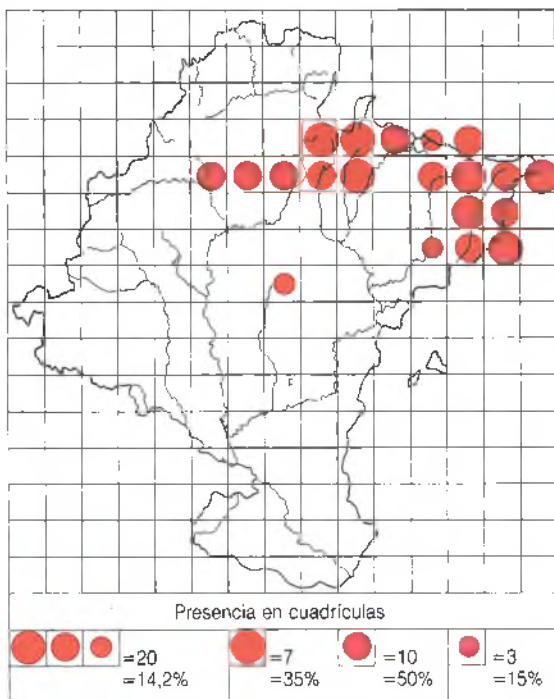 Presencia en cuadrículas
=20 =7 =10 =3
=14,2% =35% =50% =15%